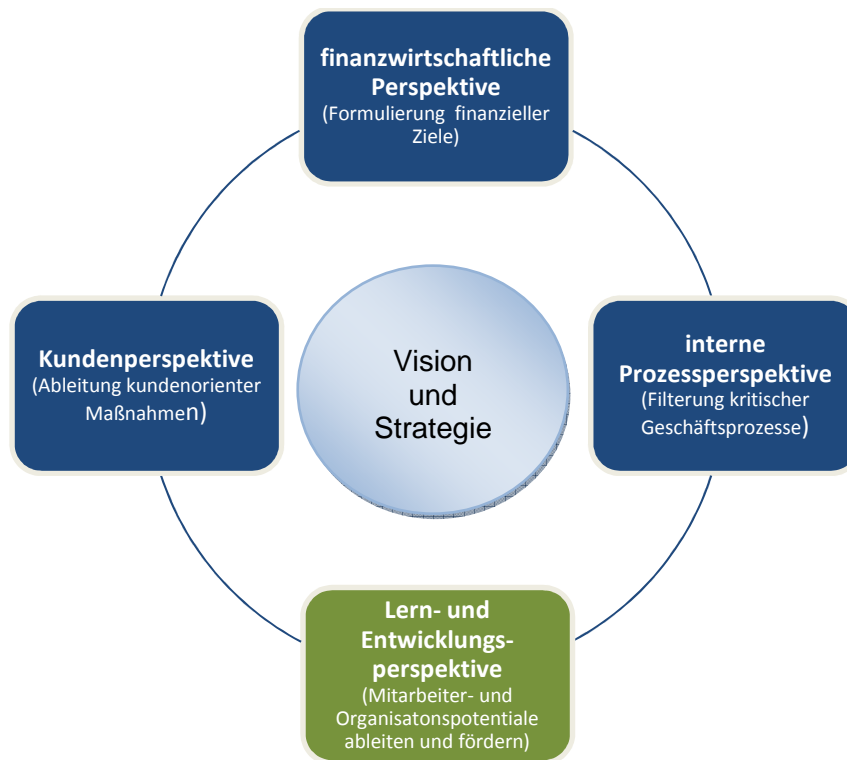 finanzwirtschaftliche
Perspektive
(Formulierung finanzieller
Ziele)
Kundenperspektive
(Ableitung kundenorienter
Maßnahmen)
Vision
und
Strategie
interne
Prozessperspektive
(Filterung kritischer
Geschäftsprozesse)
Lern- und
Entwicklungs-
perspektive
(Mitarbeiter- und
Organisatonspotentiale
ableiten und fördern)